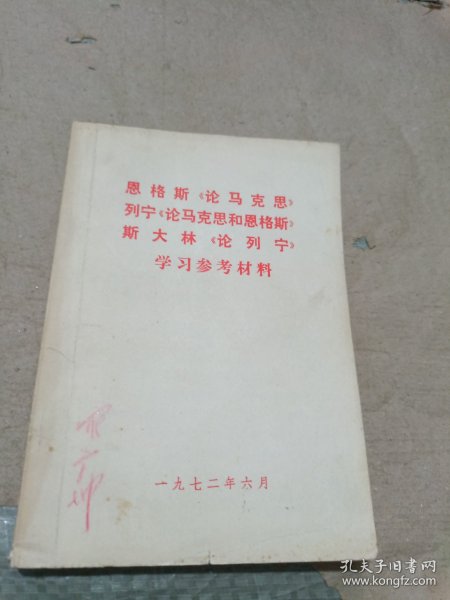 恩格斯《论马克思》
列宁《论马克思和恩格斯》
斯大林《论列宁》
学习参考材料
一九七二年六月
孔夫子旧书网
www.kongfz.com